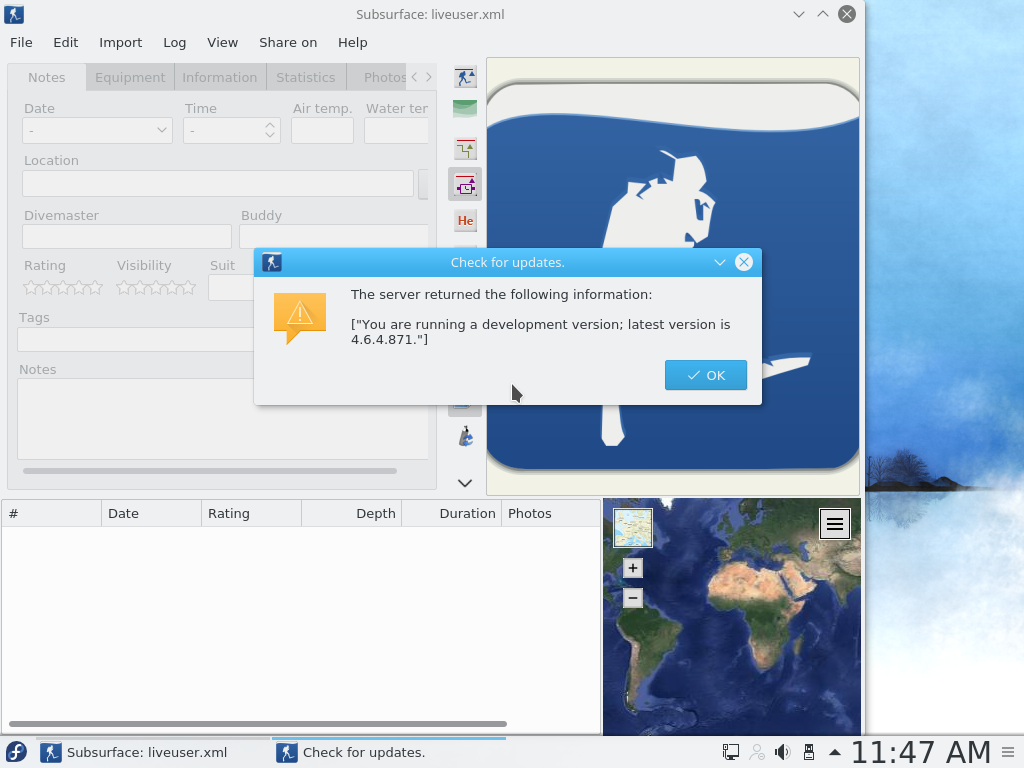 Subsurface: liveuser.xml
File Edit Import Log View Share on Help
Notes Equipment Information Statistics Photos
Date Time Air temp. Water ter
- -
Location
Divemaster Buddy
He
Check for updates.
Rating Visibility Suit
The server returned the following information:
["You are running a development version; latest version is
4.6.4.871."]
Tags
Notes
OK
# Date Rating Depth Duration Photos
+
−
Subsurface: liveuser.xml Check for updates. 11:47 AM